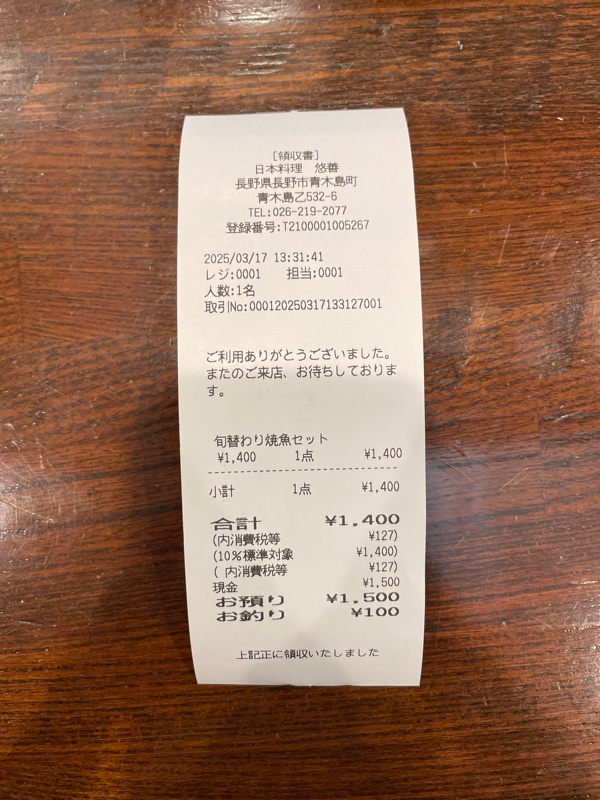 [領収書]
日本料理 悠善
長野県長野市青木島町
青木島乙532-6
TEL:026-219-2077
登録番号:T2100001005267
2025/03/17 13:31:41
レジ:0001 担当:0001
人数:1名
取引No:000120250317133127001
ご利用ありがとうございました。
またのご来店、お待ちしておりま
す。
旬替わり焼魚セット
¥1,400 1点 ¥1,400
小計 1点 ¥1,400
合計 ¥1,400
(内消費税等 ¥127)
(10%標準対象 ¥1,400)
( 内消費税等 ¥127)
現金 ¥1,500
お預り ¥1,500
お釣り ¥100
上記正に領収いたしました